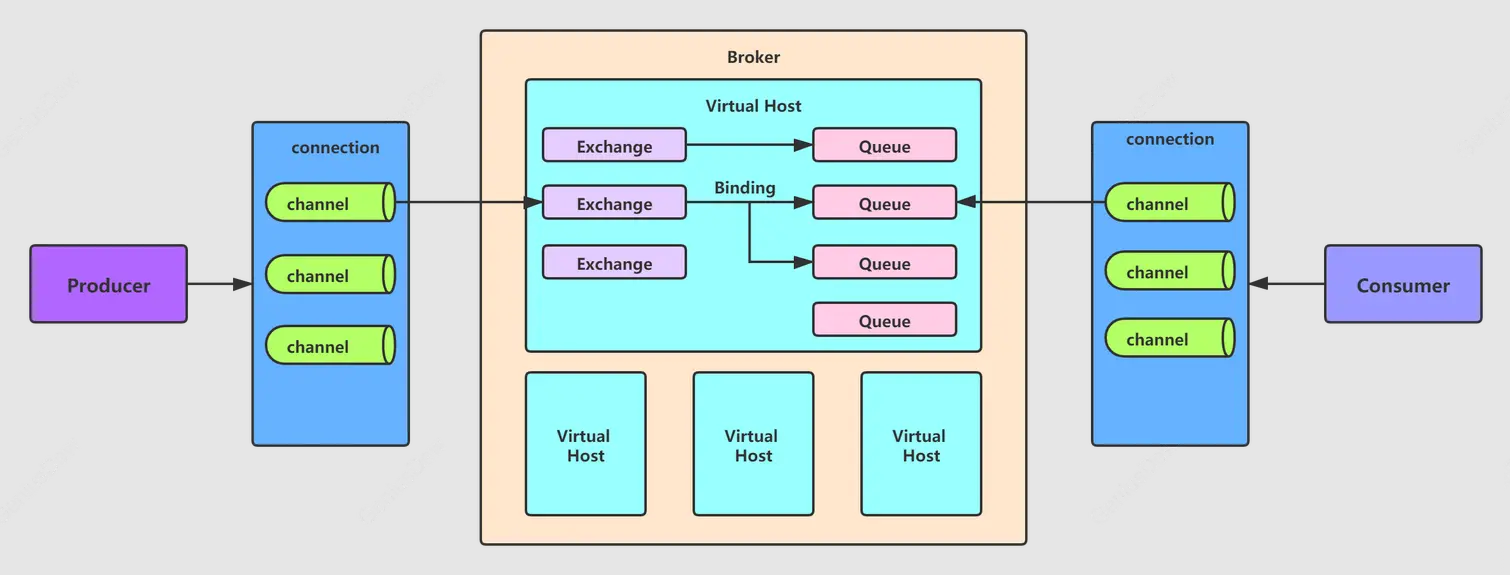 Broker
Virtual Host
connection
connection
Exchange
Queue
Binding
channel
Exchange
Queue
channel
channel
Exchange
Queue
channel
Producer
Consumer
Queue
channel
channel
Virtual
Host
Virtual
Host
Virtual
Host